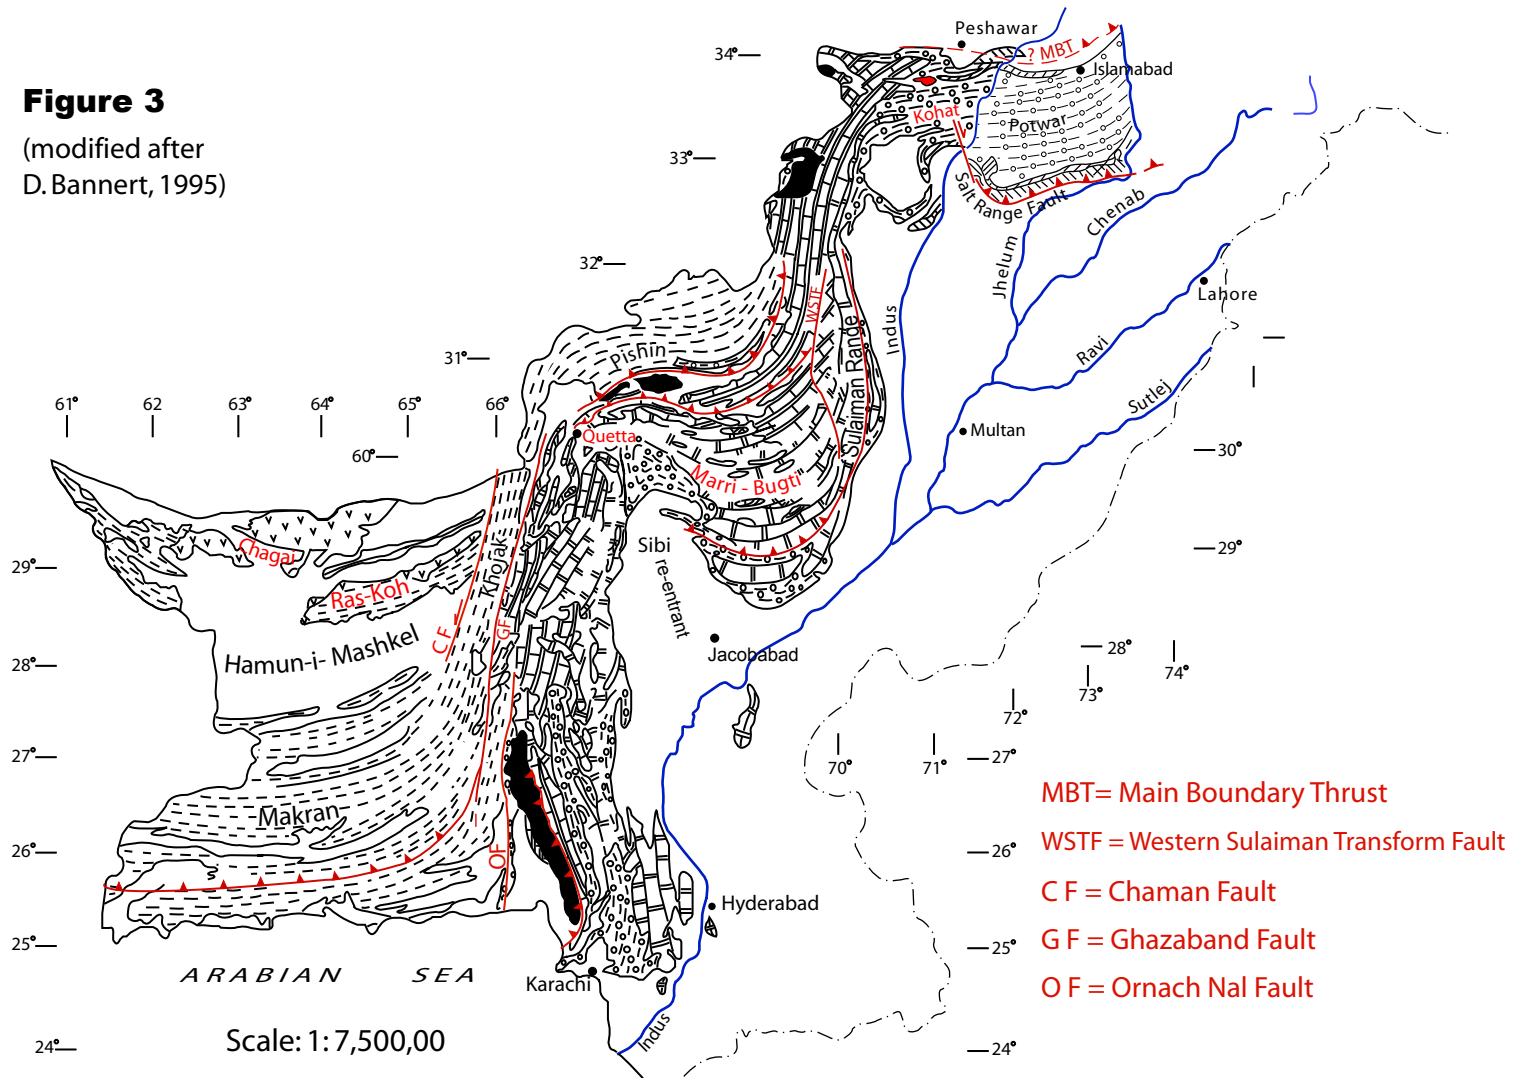 Figure 3
(modified after
D. Bannert, 1995)
Peshawar
34°
? MBT
Islamabad
Kohat
Potwar
33°
Salt Range Fault
Chenab
Jhelum
32°
WSTF
Lahore
Indus
Sulaiman Rande
31°
Pishin
Ravi
Sutlej
61°
62
63°
64°
65°
66°
Quetta
Multan
60°
30°
Marri - Bugti
Chagai
Khojak
Sibi
re-entrant
29°
29°
Ras-Koh
C F
GF
Hamun-i- Mashkel
28°
28°
Jacobabad
74°
73°
72°
70°
71°
27°
27°
Makran
MBT= Main Boundary Thrust
WSTF = Western Sulaiman Transform Fault
26°
26°
OF
C F = Chaman Fault
Hyderabad
G F = Ghazaband Fault
25°
25°
ARABIAN SEA
Karachi
O F = Ornach Nal Fault
Indus
Scale: 1: 7,500,00
24°
24°